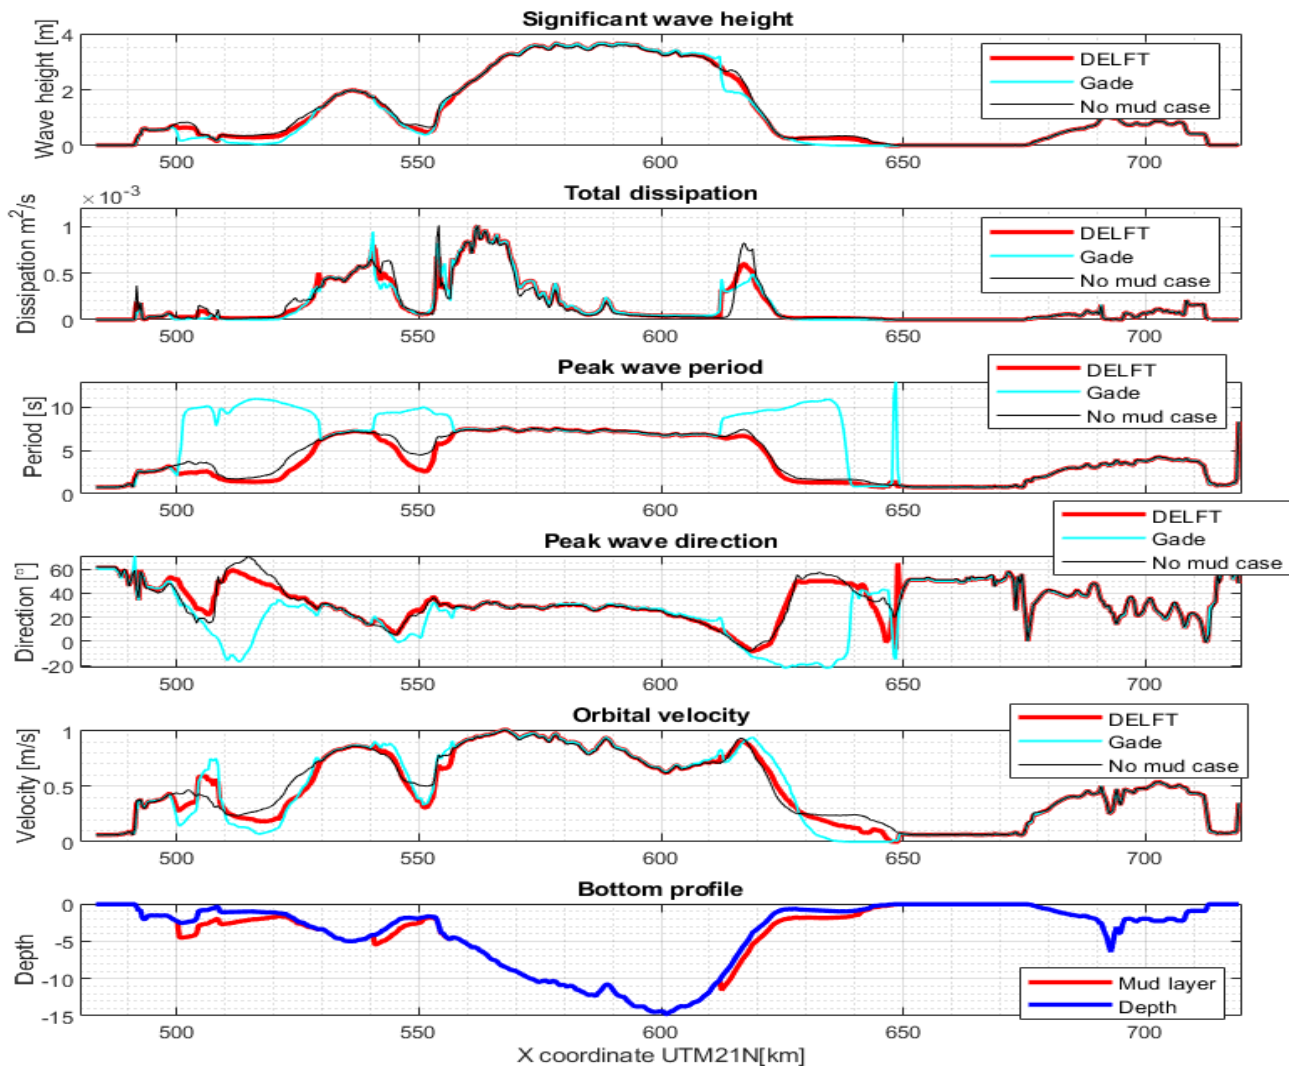 Significant wave height
Wave height [m]
4
2
0
500
550
600
650
700
DELFT
Gade
No mud case
Total dissipation
× 10⁻³
Dissipation m²/s
1
0.5
0
500
550
600
650
700
DELFT
Gade
No mud case
Peak wave period
Period [s]
10
5
0
500
550
600
650
700
DELFT
Gade
No mud case
Peak wave direction
Direction [°]
60
40
20
0
-20
500
550
600
650
700
DELFT
Gade
No mud case
Orbital velocity
Velocity [m/s]
1
0.5
0
500
550
600
650
700
DELFT
Gade
No mud case
Bottom profile
Depth
0
-5
-10
-15
500
550
600
650
700
Mud layer
Depth
X coordinate UTM21N[km]